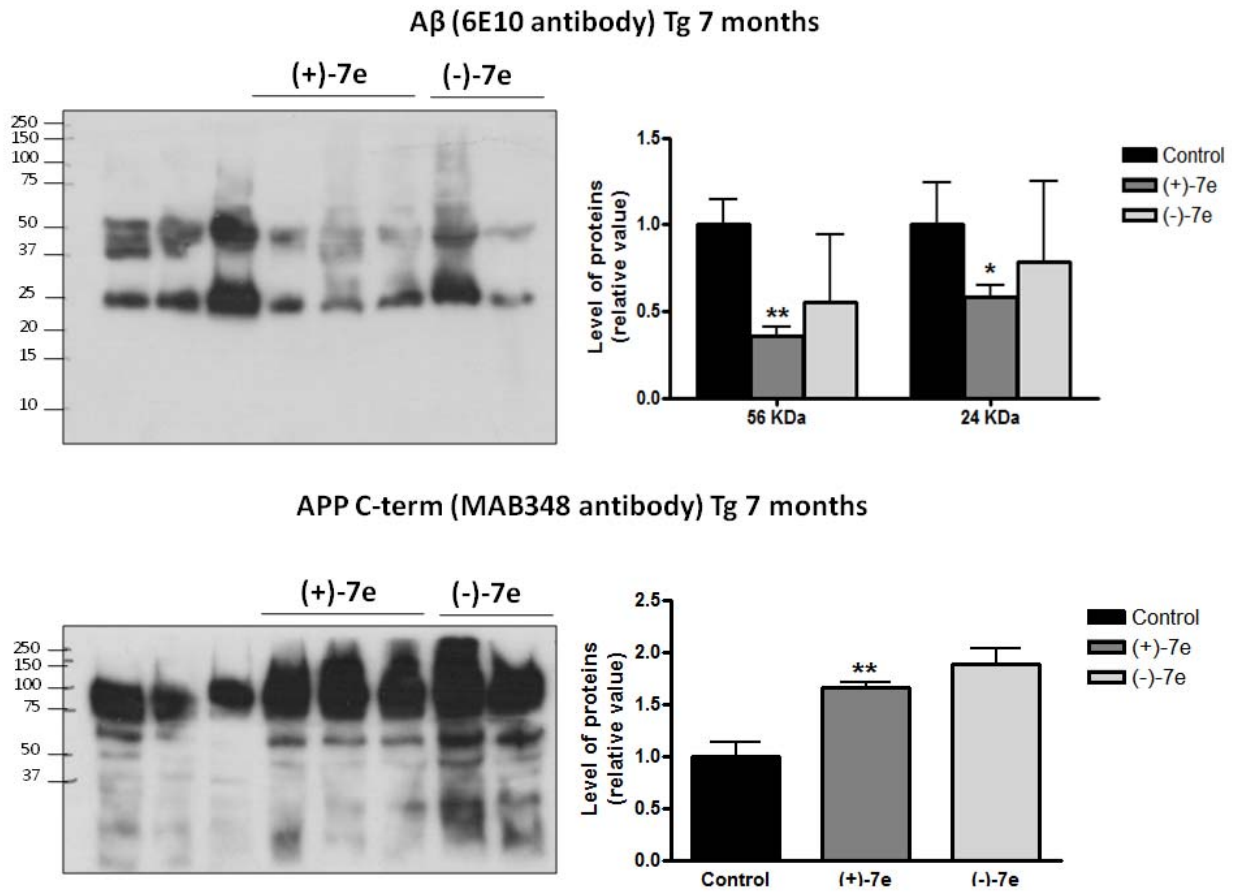 Aβ (6E10 antibody) Tg 7 months
(+)-7e
(-)-7e
250
150
100
75
50
37
25
20
15
10
Level of proteins
(relative value)
1.5
1.0
0.5
0.0
**
*
56 KDa
24 KDa
Control
(+)-7e
(-)-7e
APP C-term (MAB348 antibody) Tg 7 months
(+)-7e
(-)-7e
250
150
100
75
50
37
Level of proteins
(relative value)
2.5
2.0
1.5
1.0
0.5
0.0
**
Control
(+)-7e
(-)-7e
Control
(+)-7e
(-)-7e